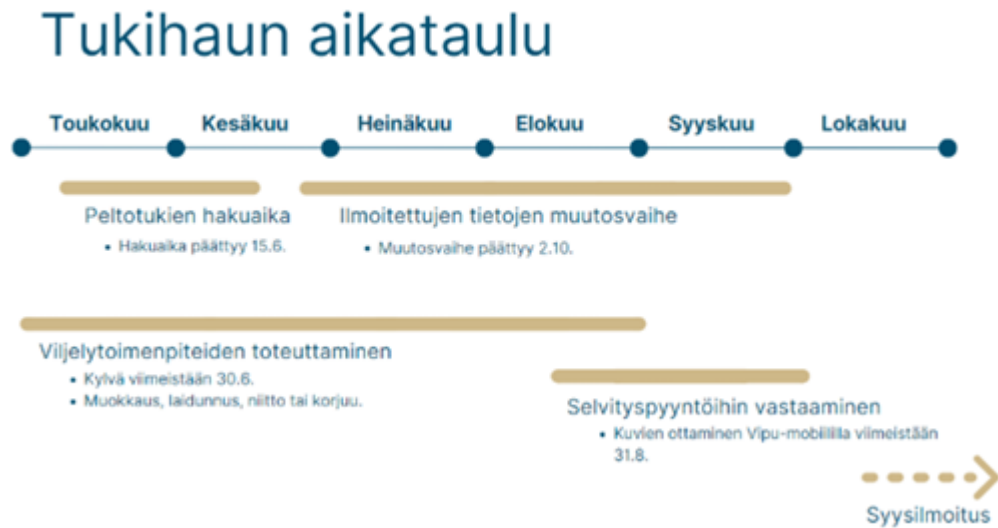 Tukihaun aikataulu
Toukokuu Kesäkuu Heinäkuu Elokuu Syyskuu Lokakuu
Peltotukien hakuaika
• Hakuaika päättyy 15.6.
Ilmoitettujen tietojen muutosvaihe
• Muutosvaihe päättyy 2.10.
Viljelytoimenpiteiden toteuttaminen
• Kylvä viimeistään 30.6.
• Muokkaus, laidunnus, niitto tai korjuu.
Selvityspyyntöihin vastaaminen
• Kuvien ottaminen Vipu-mobiililla viimeistään
31.8.
Syysilmoitus